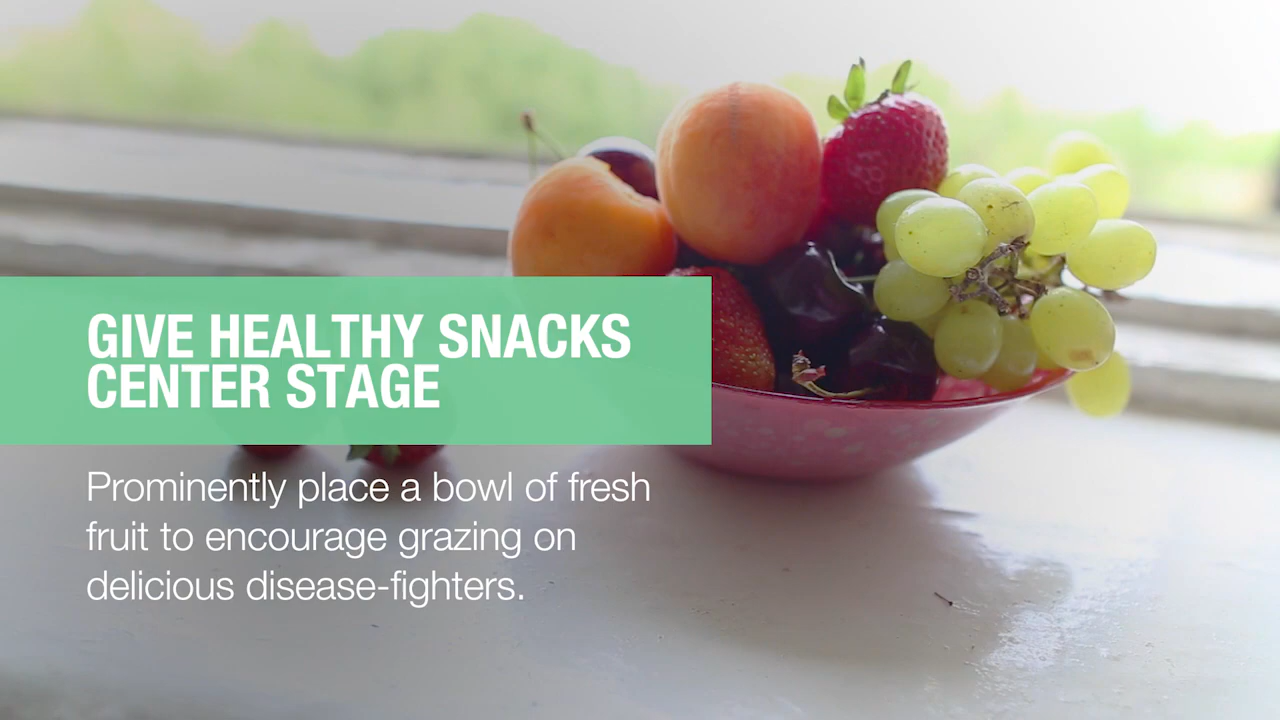 GIVE HEALTHY SNACKS
CENTER STAGE
Prominently place a bowl of fresh
fruit to encourage grazing on
delicious disease-fighters.